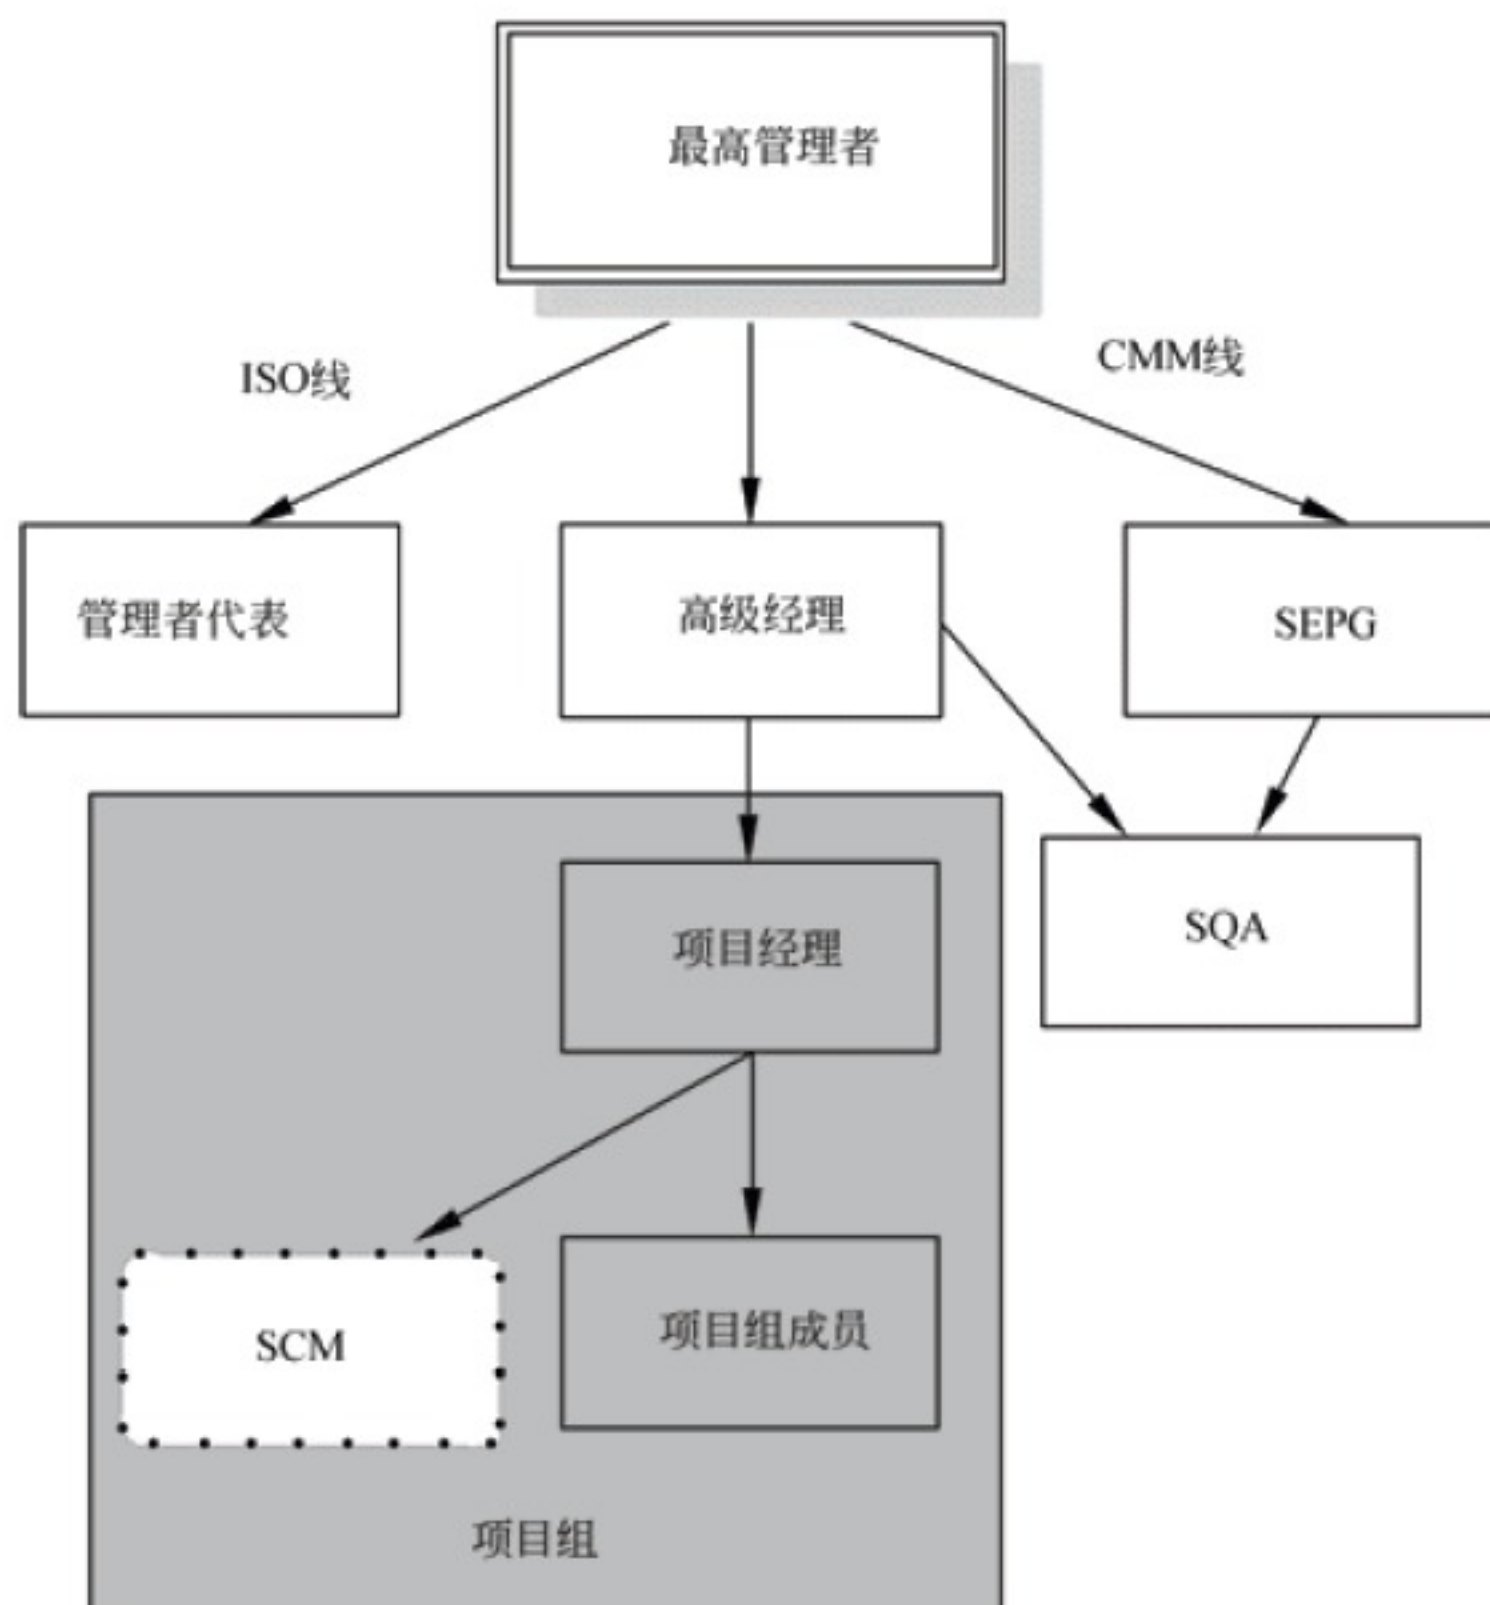 最高管理者
ISO线
CMM线
管理者代表
高级经理
SEPG
项目经理
SQA
SCM
项目组成员
项目组